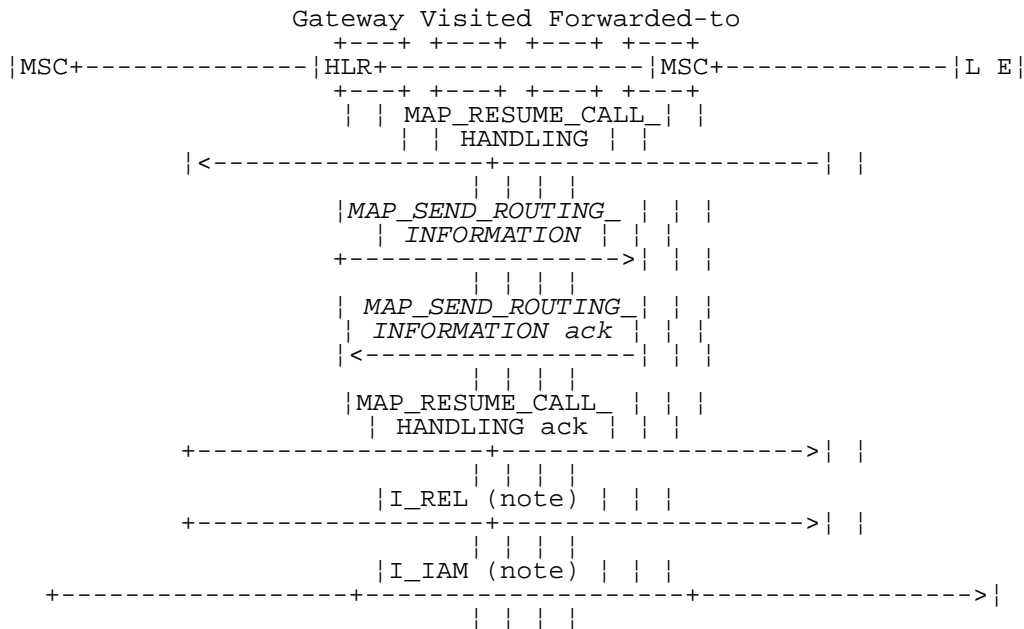 Gateway Visited Forwarded-to
+---+ +---+ +---+ +---+
¦MSC+--------------¦HLR+----------------¦MSC+--------------¦L E¦
+---+ +---+ +---+ +---+
¦ ¦ MAP_RESUME_CALL_¦ ¦
¦ ¦ HANDLING ¦ ¦
¦<-----------------+--------------------¦ ¦
¦ ¦ ¦ ¦
¦MAP_SEND_ROUTING_ ¦ ¦ ¦
¦ INFORMATION ¦ ¦ ¦
+----------------->¦ ¦ ¦
¦ ¦ ¦ ¦
¦ MAP_SEND_ROUTING_¦ ¦ ¦
¦ INFORMATION ack ¦ ¦ ¦
¦<-----------------¦ ¦ ¦
¦ ¦ ¦ ¦
¦MAP_RESUME_CALL_ ¦ ¦ ¦
¦ HANDLING ack ¦ ¦ ¦
+------------------+------------------->¦ ¦
¦ ¦ ¦ ¦
¦I_REL (note) ¦ ¦ ¦
+------------------+------------------->¦ ¦
¦ ¦ ¦ ¦
¦I_IAM (note) ¦ ¦ ¦
+------------------+--------------------+----------------->¦
¦ ¦ ¦ ¦